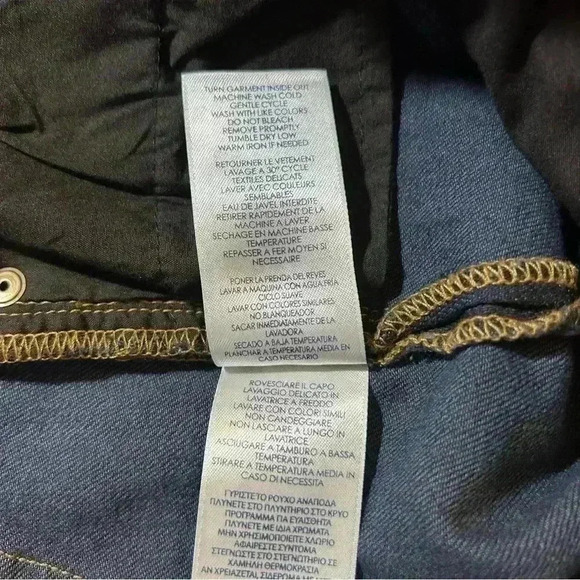 TURN GARMENT INSIDE OUT
MACHINE WASH COLD
GENTLE CYCLE
WASH WITH LIKE COLORS
DO NOT BLEACH
REMOVE PROMPTLY
TUMBLE DRY LOW
WARM IRON IF NEEDED
RETOURNER LE VETEMENT
LAVAGE A 30° CYCLE
TEXTILES DELICATS
LAVER AVEC COULEURS
SEMBLABLES
EAU DE JAVEL INTERDITE
RETIRER RAPIDEMENT DE LA
MACHINE A LAVER
SECHAGE EN MACHINE BASSE
TEMPERATURE
REPASSER A FER MOYEN SI
NECESSAIRE
PONER LA PRENDA DEL REVES
LAVAR A MAQUINA CON AGUA FRIA
CICLO SUAVE
LAVAR CON COLORES SIMILARES
NO BLANQUEAR
SACAR INMEDIATAMENTE DE LA
LAVADORA
SECADO A BAJA TEMPERATURA
PLANCHAR A TEMPERATURA MEDIA EN
CASO NECESARIO
ROVESCIARE IL CAPO
LAVAGGIO DELICATO IN
LAVATRICE A FREDDO
LAVARE CON COLORI SIMILI
NON CANDEGGIARE
NON LASCIARE A LUNGO IN
LAVATRICE
ASCIUGARE A TAMBURO A BASSA
TEMPERATURA
STIRARE A TEMPERATURA MEDIA IN
CASO DI NECESSITA
ΓΥΡΙΣΤΕ ΤΟ ΡΟΥΧΟ ΑΝΑΠΟΔΑ
ΠΛΥΝΕΤΕ ΣΤΟ ΠΛΥΝΤΗΡΙΟ ΣΤΟ ΚΡΥΟ
ΠΡΟΓΡΑΜΜΑ ΓΙΑ ΕΥΑΙΣΘΗΤΑ
ΠΛΥΝΕΤΕ ΜΕ ΙΔΙΑ ΧΡΩΜΑΤΑ
ΜΗ ΧΡΗΣΙΜΟΠΟΙΕΙΤΕ ΧΛΩΡΙΟ
ΑΦΑΙΡΕΣΤΕ ΣΥΝΤΟΜΑ
ΣΤΕΓΝΩΣΤΕ ΣΤΟ ΣΤΕΓΝΩΤΗΡΙΟ ΣΕ
ΧΑΜΗΛΗ ΘΕΡΜΟΚΡΑΣΙΑ
ΑΝ ΧΡΕΙΑΖΕΤΑΙ, ΣΙΔΕΡΩΜΑ ΣΕ